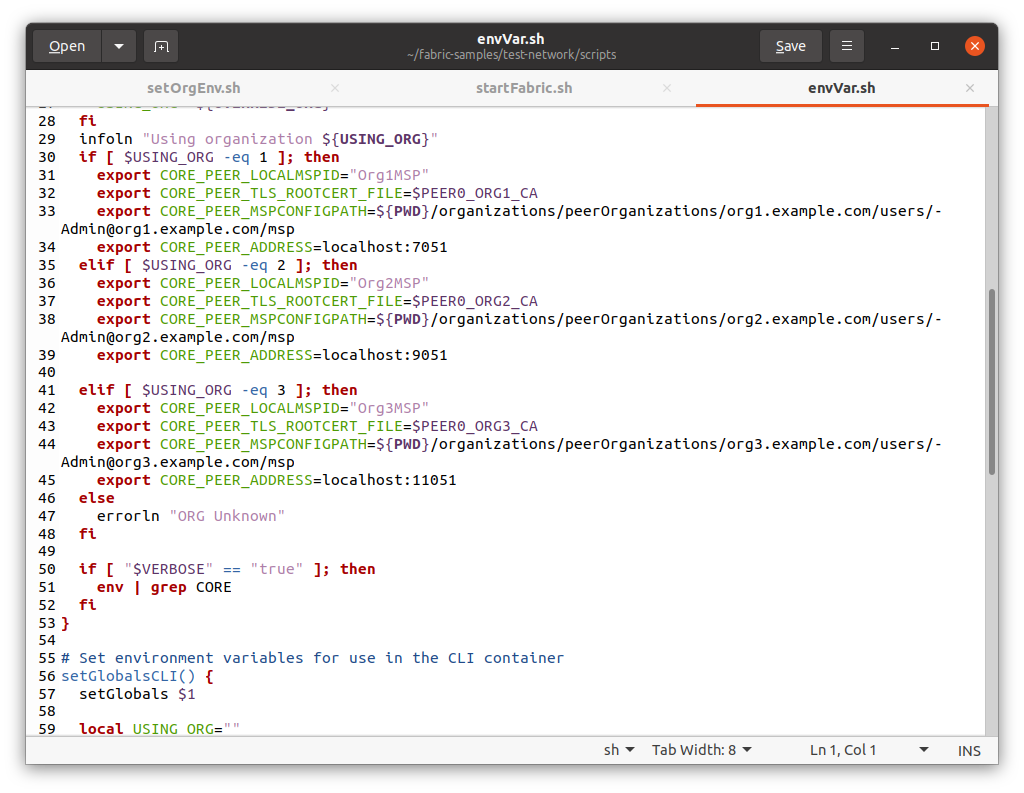 Open
envVar.sh
~/fabric-samples/test-network/scripts
Save
setOrgEnv.sh × startFabric.sh × envVar.sh ×
28 fi
29 infoln "Using organization ${USING_ORG}"
30 if [ $USING_ORG -eq 1 ]; then
31 export CORE_PEER_LOCALMSPID="Org1MSP"
32 export CORE_PEER_TLS_ROOTCERT_FILE=$PEER0_ORG1_CA
33 export CORE_PEER_MSPCONFIGPATH=${PWD}/organizations/peerOrganizations/org1.example.com/users/-
Admin@org1.example.com/msp
34 export CORE_PEER_ADDRESS=localhost:7051
35 elif [ $USING_ORG -eq 2 ]; then
36 export CORE_PEER_LOCALMSPID="Org2MSP"
37 export CORE_PEER_TLS_ROOTCERT_FILE=$PEER0_ORG2_CA
38 export CORE_PEER_MSPCONFIGPATH=${PWD}/organizations/peerOrganizations/org2.example.com/users/-
Admin@org2.example.com/msp
39 export CORE_PEER_ADDRESS=localhost:9051
40
41 elif [ $USING_ORG -eq 3 ]; then
42 export CORE_PEER_LOCALMSPID="Org3MSP"
43 export CORE_PEER_TLS_ROOTCERT_FILE=$PEER0_ORG3_CA
44 export CORE_PEER_MSPCONFIGPATH=${PWD}/organizations/peerOrganizations/org3.example.com/users/-
Admin@org3.example.com/msp
45 export CORE_PEER_ADDRESS=localhost:11051
46 else
47 errorln "ORG Unknown"
48 fi
49
50 if [ "$VERBOSE" == "true" ]; then
51 env | grep CORE
52 fi
53 }
54
55 # Set environment variables for use in the CLI container
56 setGlobalsCLI() {
57 setGlobals $1
58
59 local USING_ORG=""
sh Tab Width: 8 Ln 1, Col 1 INS